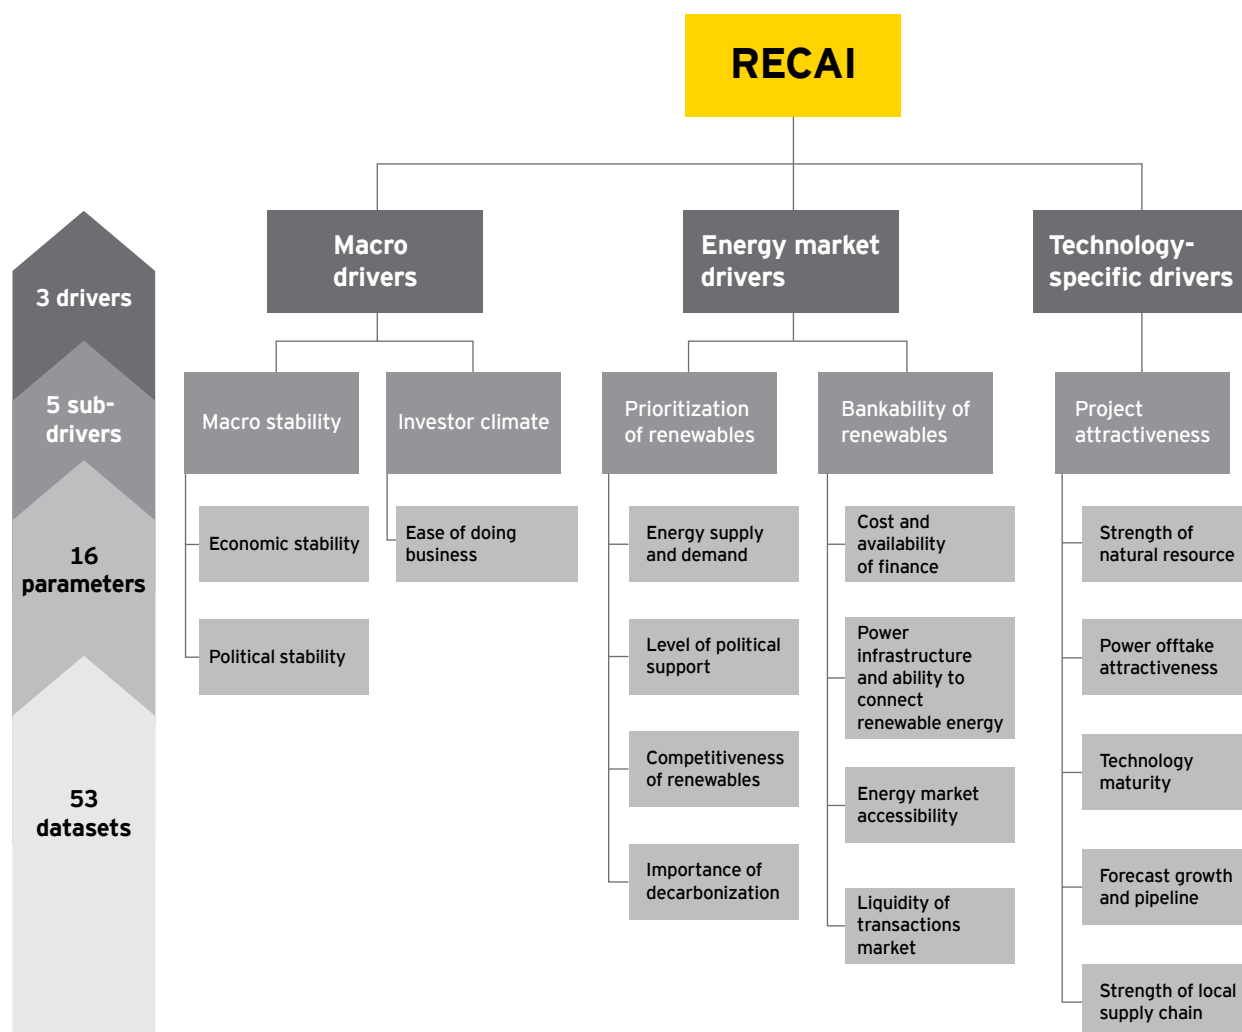 RECAI
3 drivers
5 sub-
drivers
16
parameters
53
datasets
Macro
drivers
Energy market
drivers
Technology-
specific drivers
Macro stability
Investor climate
Prioritization
of renewables
Bankability of
renewables
Project
attractiveness
Economic stability
Political stability
Ease of doing
business
Energy supply
and demand
Level of political
support
Competitiveness
of renewables
Importance of
decarbonization
Cost and
availability
of finance
Power
infrastructure
and ability to
connect
renewable energy
Energy market
accessibility
Liquidity of
transactions
market
Strength of
natural resource
Power offtake
attractiveness
Technology
maturity
Forecast growth
and pipeline
Strength of local
supply chain